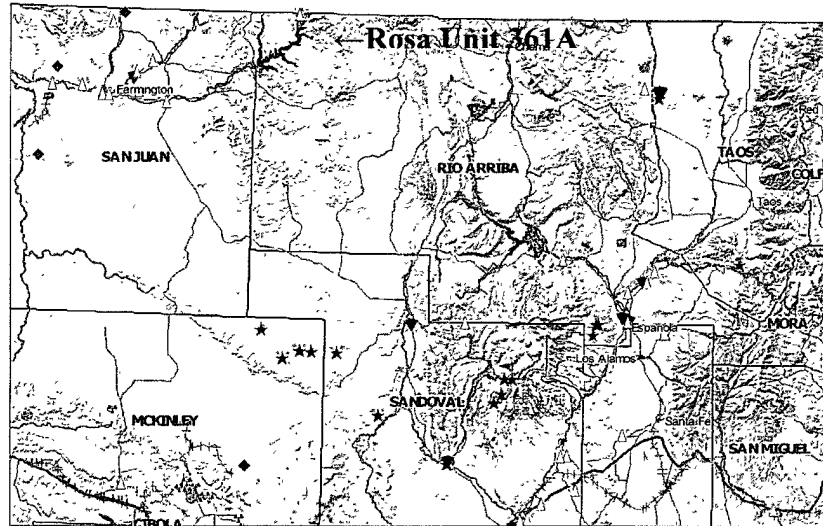 ←Rosa Unit 361A
Farmington
SAN JUAN
RIO ARRIBA
TAOS
Red
COLF
Taos
Española
MORA
Los Alamos
SANDOVAL
MCKINLEY
Santa Fe
SAN MIGUEL
CIBOLA